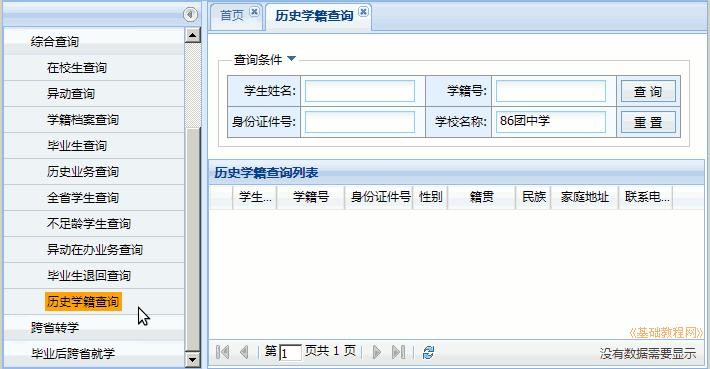 综合查询
在校生查询
异动查询
学籍档案查询
毕业生查询
历史业务查询
全省学生查询
不足龄学生查询
异动在办业务查询
毕业生退回查询
历史学籍查询
跨省转学
毕业后跨省就学
首页 历史学籍查询
查询条件
学生姓名: 学籍号: 查 询
身份证件号: 学校名称: 86团中学 重 置
历史学籍查询列表
学生... 学籍号 身份证件号 性别 籍贯 民族 家庭地址 联系电...
《基础教程网》
第 1 页共 1 页 没有数据需要显示